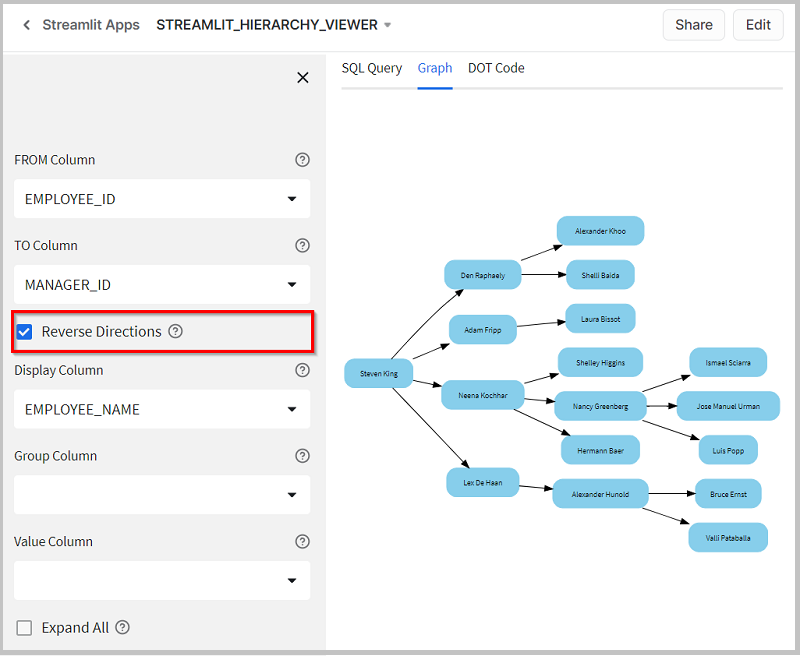 Streamlit Apps STREAMLIT_HIERARCHY_VIEWER
Share
Edit
FROM Column
EMPLOYEE_ID
TO Column
MANAGER_ID
Reverse Directions
Display Column
EMPLOYEE_NAME
Group Column
Value Column
Expand All
SQL Query Graph DOT Code
Alexander Khoo
Den Raphaely
Shelli Baida
Laura Bissot
Adam Fripp
Shelley Higgins
Ismael Sciarra
Steven King
Neena Kochhar
Nancy Greenberg
Jose Manuel Urman
Hermann Baer
Luis Popp
Lex De Haan
Alexander Hunold
Bruce Ernst
Valli Pataballa